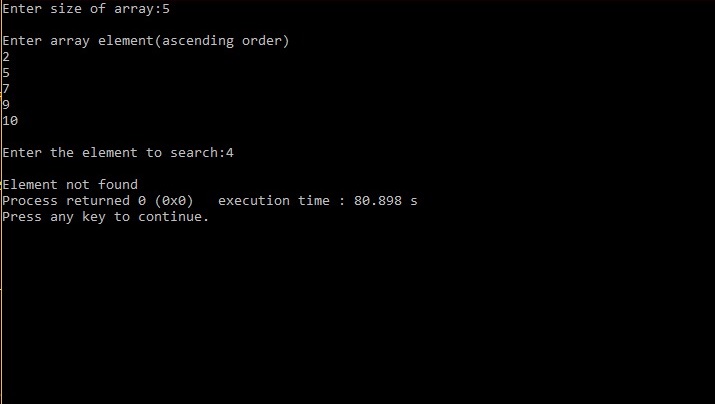 Enter size of array:5
Enter array element(ascending order)
2
5
7
9
10
Enter the element to search:4
Element not found
Process returned 0 (0x0)   execution time : 80.898 s
Press any key to continue.